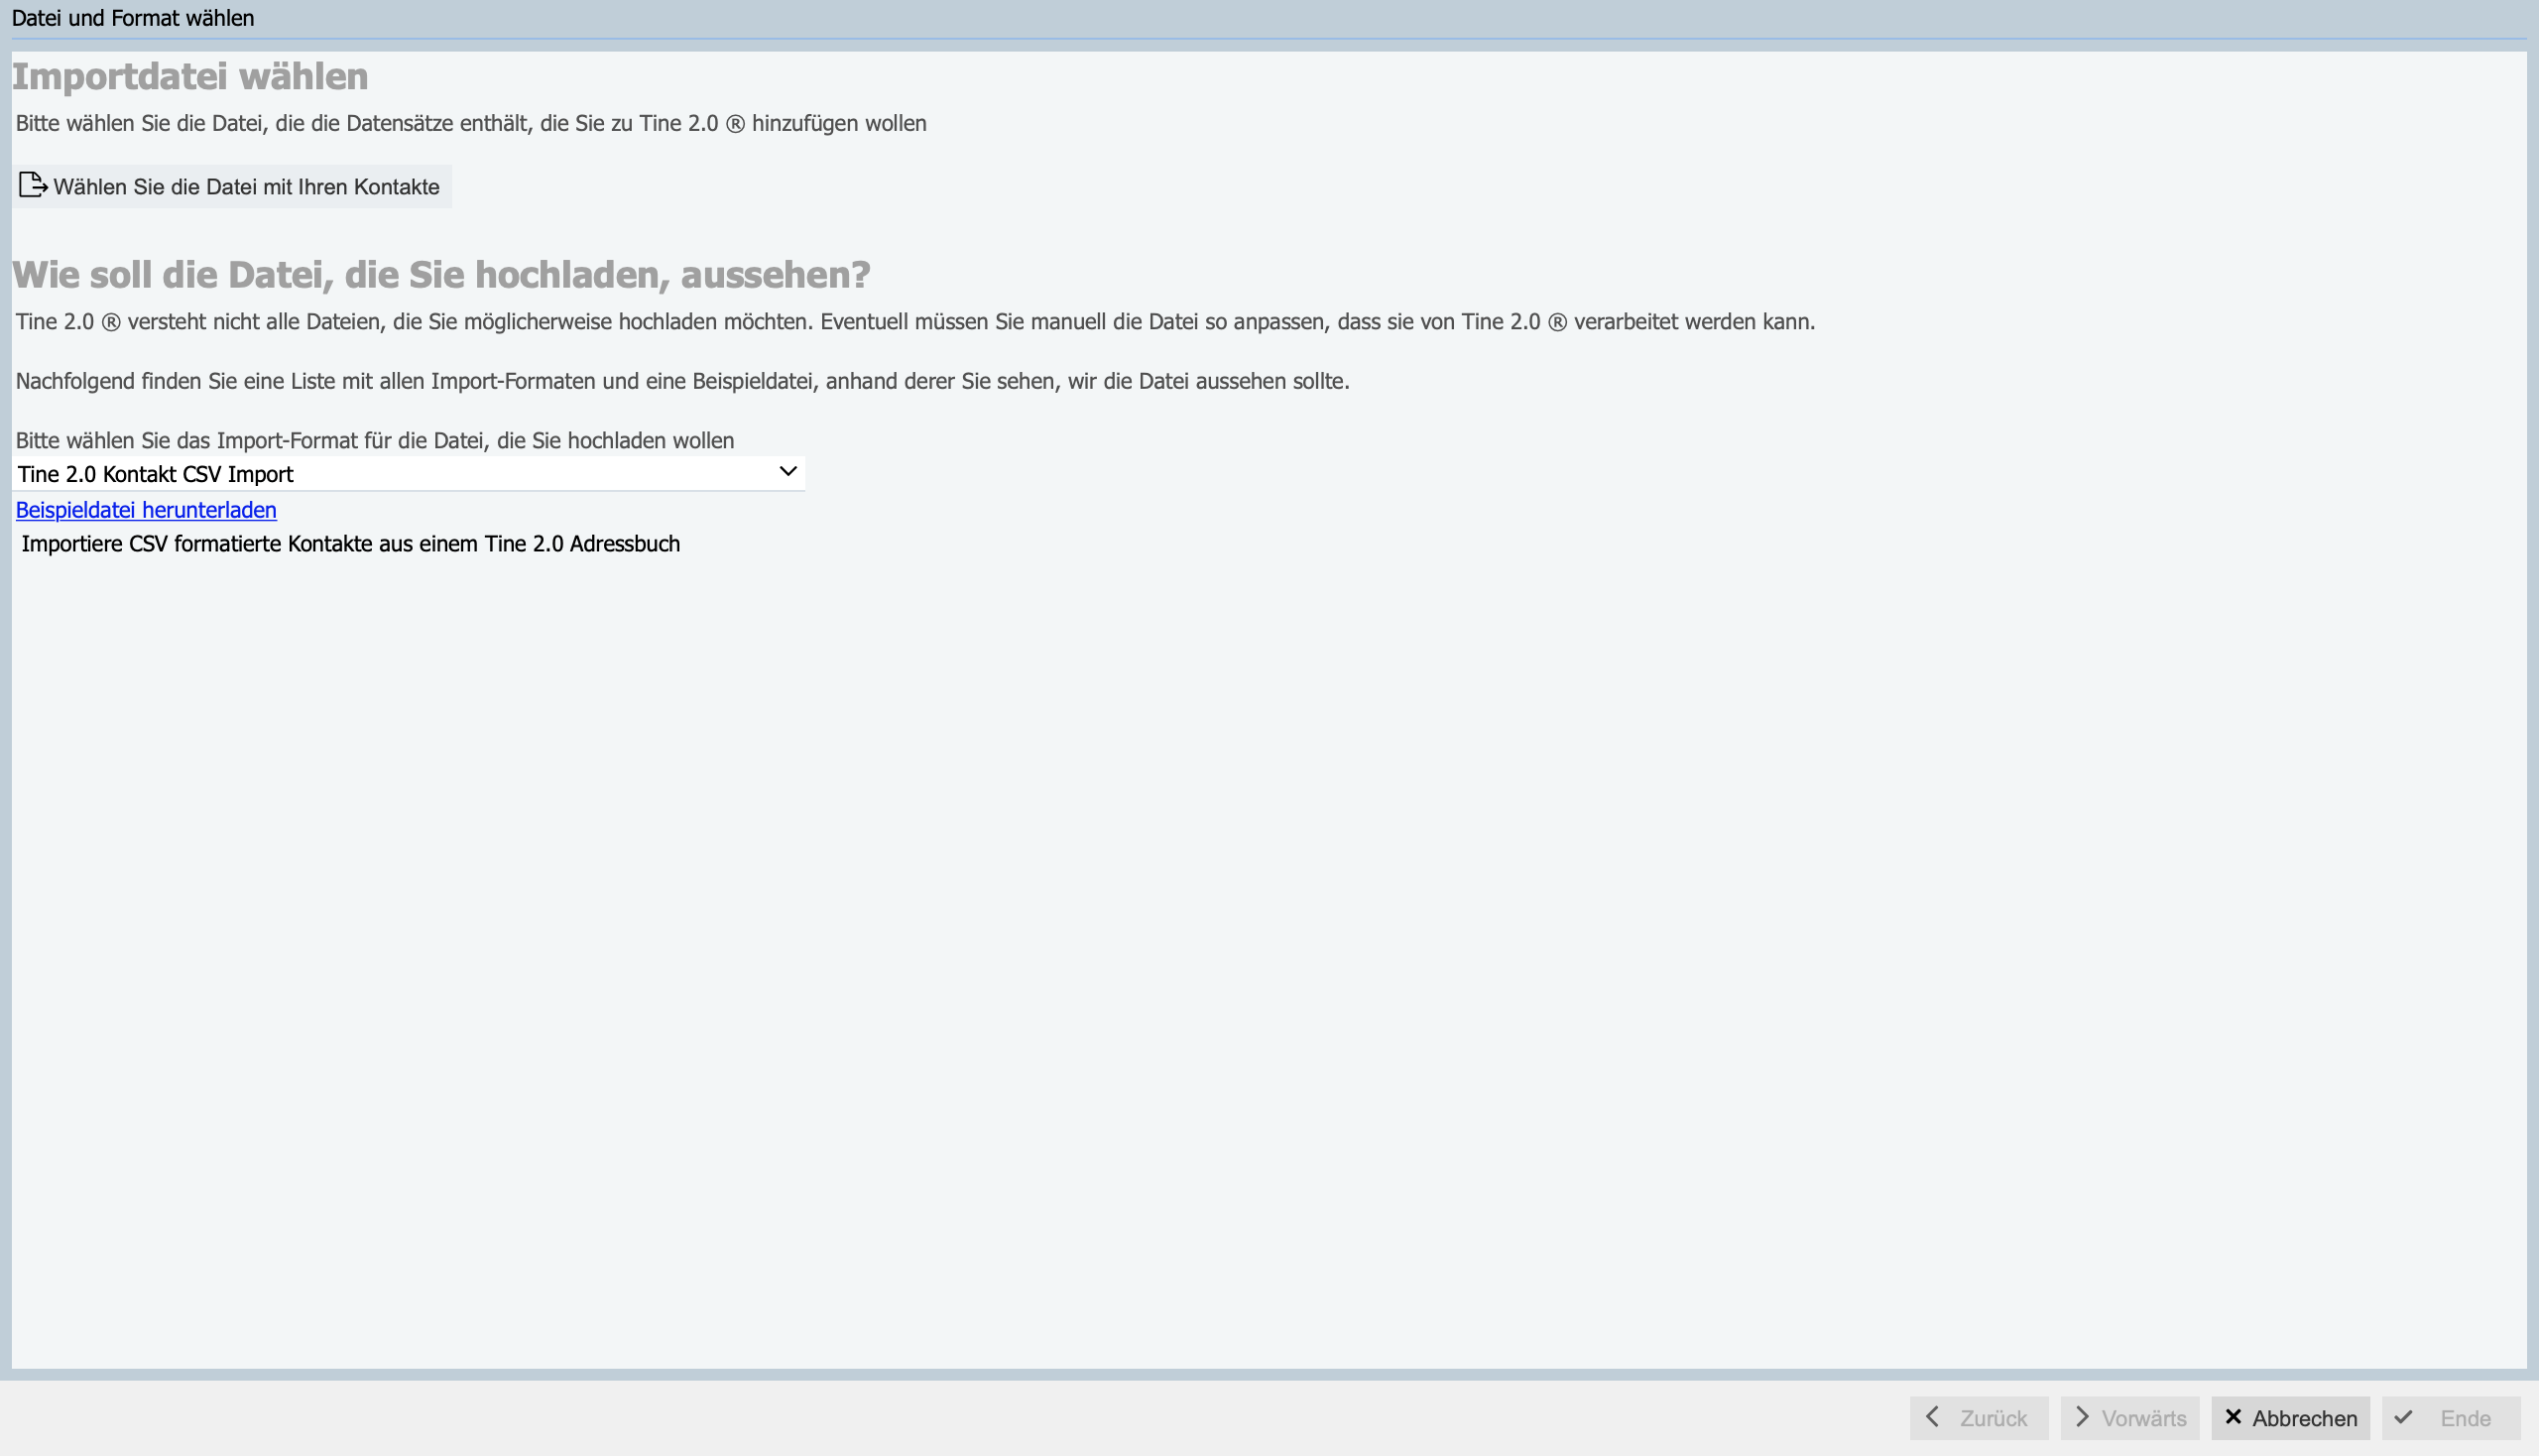 Datei und Format wählen
Importdatei wählen
Bitte wählen Sie die Datei, die die Datensätze enthält, die Sie zu Tine 2.0 ® hinzufügen wollen
Wählen Sie die Datei mit Ihren Kontakte
Wie soll die Datei, die Sie hochladen, aussehen?
Tine 2.0 ® versteht nicht alle Dateien, die Sie möglicherweise hochladen möchten. Eventuell müssen Sie manuell die Datei so anpassen, dass sie von Tine 2.0 ® verarbeitet werden kann.
Nachfolgend finden Sie eine Liste mit allen Import-Formaten und eine Beispieldatei, anhand derer Sie sehen, wir die Datei aussehen sollte.
Bitte wählen Sie das Import-Format für die Datei, die Sie hochladen wollen
Tine 2.0 Kontakt CSV Import
Beispieldatei herunterladen
Importiere CSV formatierte Kontakte aus einem Tine 2.0 Adressbuch
Zurück Vorwärts Abbrechen Ende